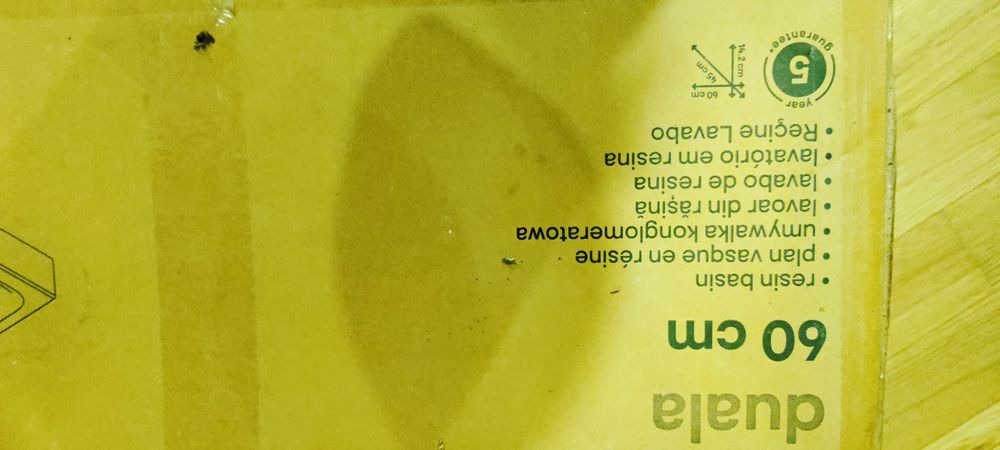 duala
60 cm
• resin basin
• plan vasque en résine
• umywalka konglomeratowa
• lavoar din rășină
• lavabo de resina
• lavatório em resina
• Reçine Lavabo
5
year
guarantee*
60 cm
45 cm
14.2 cm